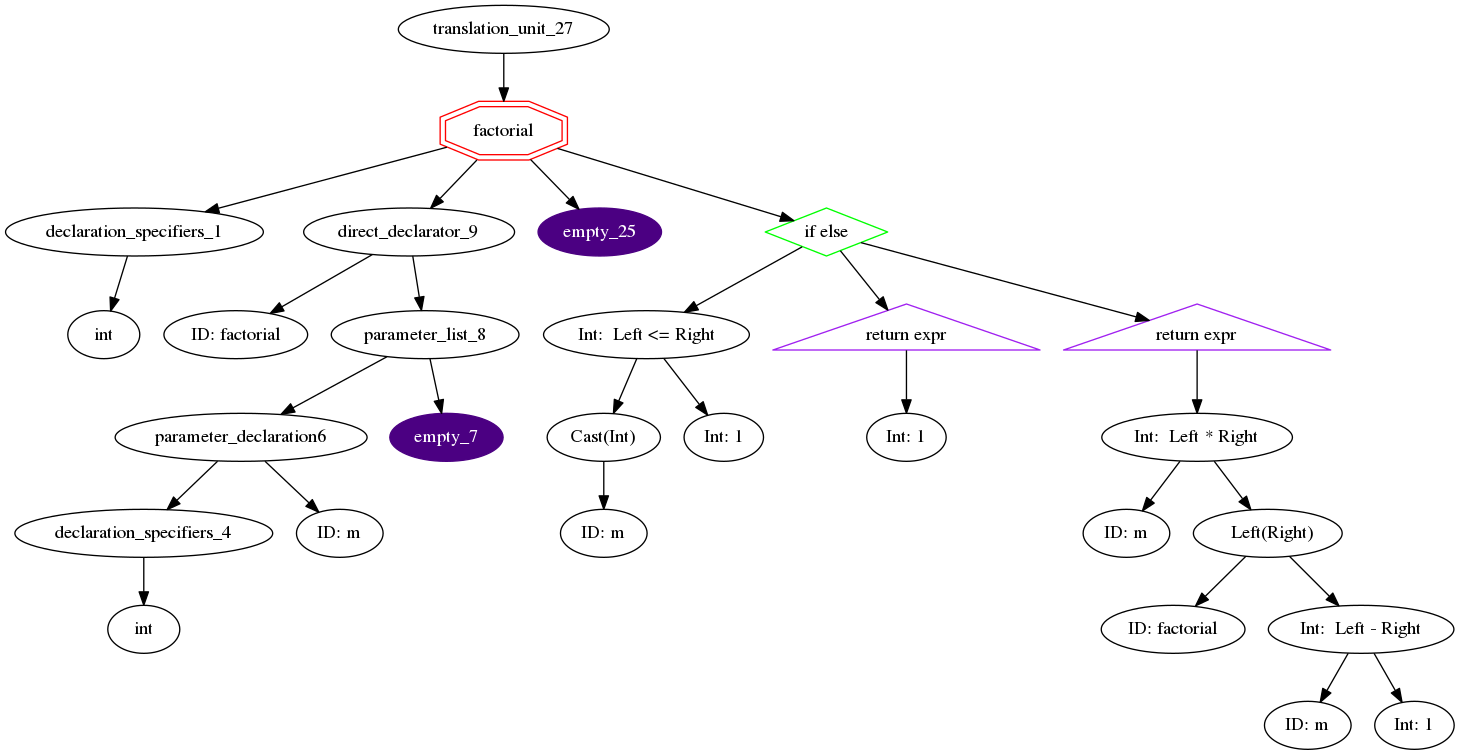 translation_unit_27
factorial
declaration_specifiers_1
direct_declarator_9
empty_25
if else
int
ID: factorial
parameter_list_8
Int:  Left <= Right
return expr
return expr
parameter_declaration6
empty_7
Cast(Int)
Int: 1
Int: 1
Int:  Left * Right
declaration_specifiers_4
ID: m
ID: m
ID: m
Left(Right)
int
ID: factorial
Int:  Left - Right
ID: m
Int: 1